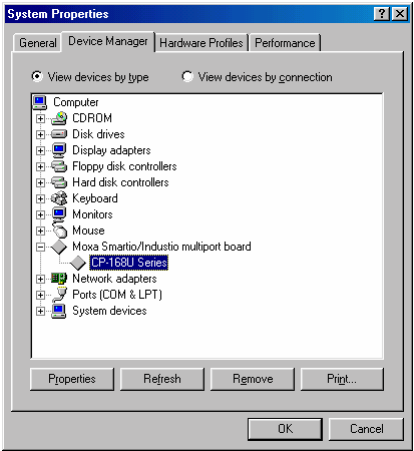 System Properties
General Device Manager Hardware Profiles Performance
View devices by type View devices by connection
Computer
CDROM
Disk drives
Display adapters
Floppy disk controllers
Hard disk controllers
Keyboard
Monitors
Mouse
Moxa Smartio/Industio multiport board
CP-168U Series
Network adapters
Ports (COM & LPT)
System devices
Properties Refresh Remove Print...
OK Cancel